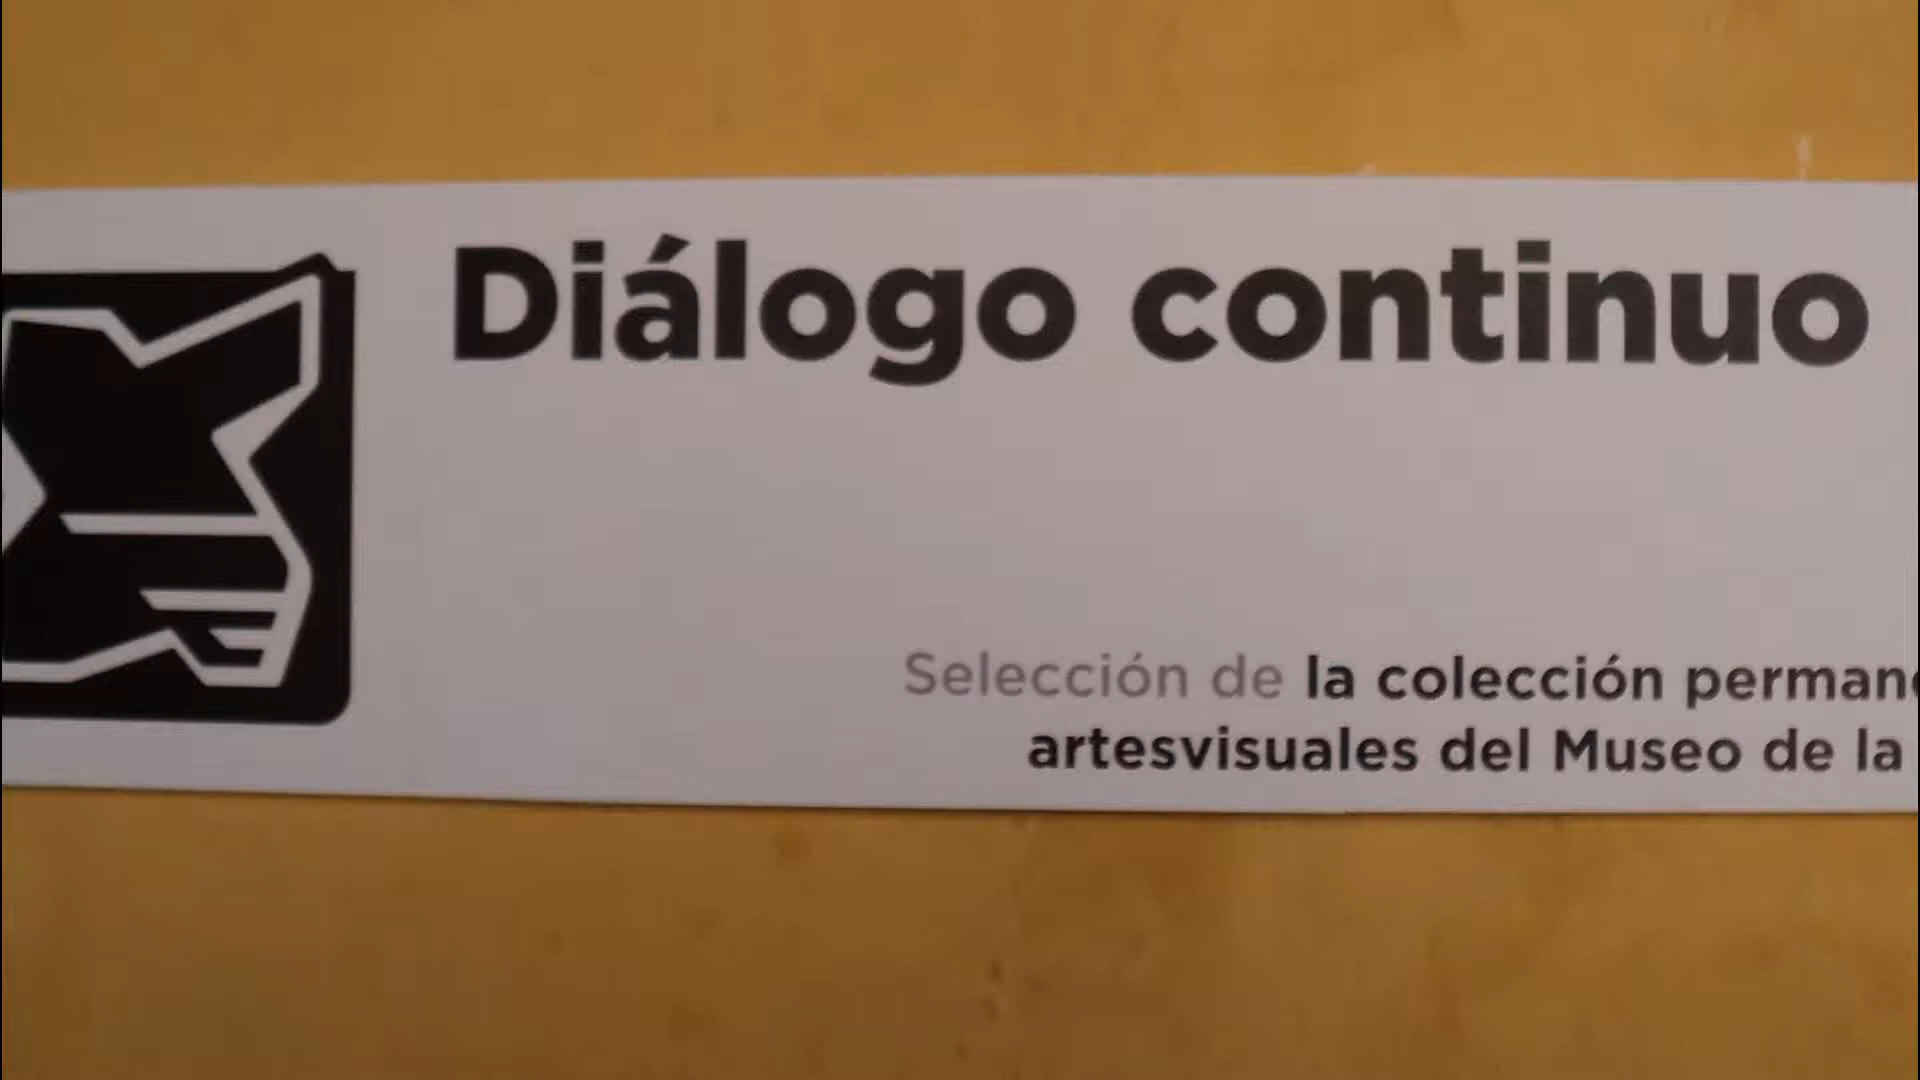 Diálogo continuo
Selección de la colección
artesvisuales del Museo de la